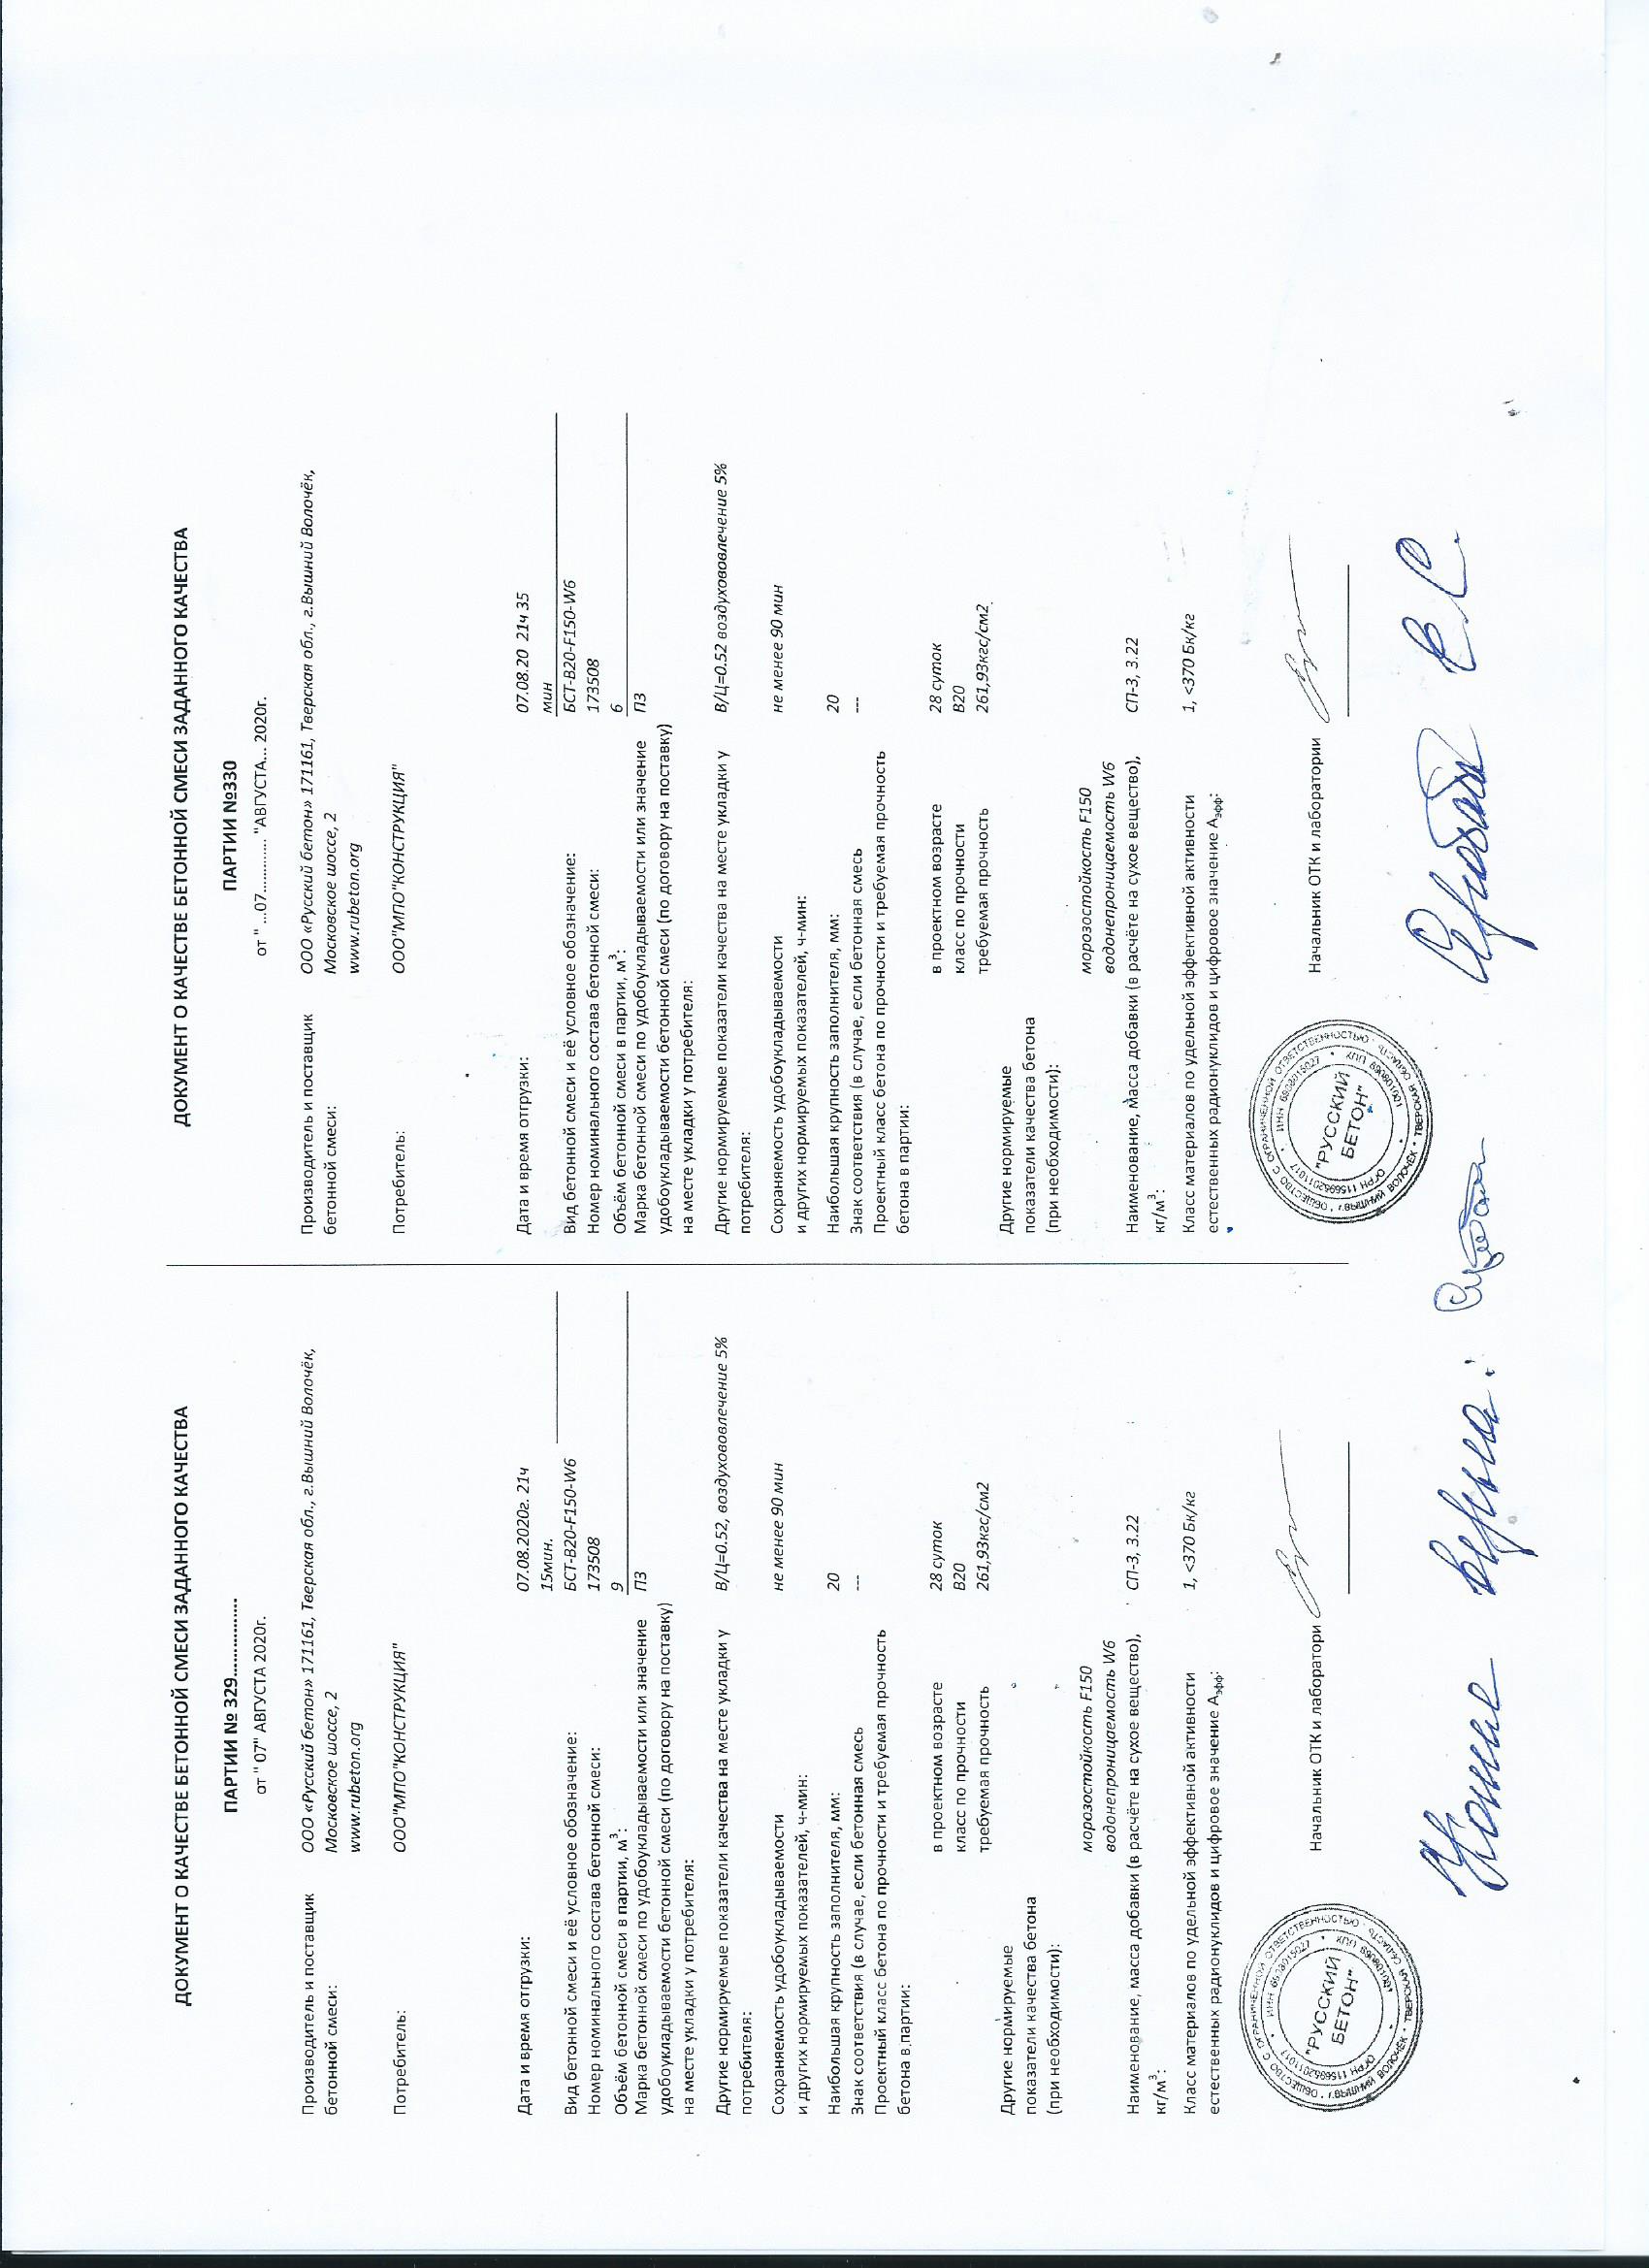 ДОКУМЕНТ О КАЧЕСТВЕ БЕТОННОЙ СМЕСИ ЗАДАННОГО КАЧЕСТВА
ПАРТИИ № 329................
от " 07" АВГУСТА 2020г.
Производитель и поставщик бетонной смеси:
ООО «Русский бетон» 171161, Тверская обл., г.Вышний Волочёк,
Московское шоссе, 2
www.rubeton.org
Потребитель: ООО"МПО"КОНСТРУКЦИЯ"
Дата и время отгрузки: 07.08.2020г. 21ч
15мин.
Вид бетонной смеси и её условное обозначение: БСТ-В20-F150-W6
Номер номинального состава бетонной смеси: 173508
Объём бетонной смеси в партии, м³: 9
Марка бетонной смеси по удобоукладываемости или значение П3
удобоукладываемости бетонной смеси (по договору на поставку)
на месте укладки у потребителя:
Другие нормируемые показатели качества на месте укладки у В/Ц=0.52, воздухововлечение 5%
потребителя:
Сохраняемость удобоукладываемости не менее 90 мин
и других нормируемых показателей, ч-мин:
Наибольшая крупность заполнителя, мм: 20
Знак соответствия (в случае, если бетонная смесь ---
Проектный класс бетона по прочности и требуемая прочность
бетона в партии:
в проектном возрасте 28 суток
класс по прочности В20
требуемая прочность 261,93кгс/см2
Другие нормируемые
показатели качества бетона
(при необходимости):
морозостойкость F150
водонепроницаемость W6
Наименование, масса добавки (в расчёте на сухое вещество), СП-3, 3.22
кг/м³:
Класс материалов по удельной эффективной активности 1, <370 Бк/кг
естественных радионуклидов и цифровое значение Аэфф:
Начальник ОТК и лаборатори
ОБЩЕСТВО С ОГРАНИЧЕННОЙ ОТВЕТСТВЕННОСТЬЮ
ТВЕРСКАЯ ОБЛАСТЬ
ВЫШНИЙ ВОЛОЧЁК
ИНН 6908015027
КПП 690801001
ОГРН 1156952011017
"РУССКИЙ
БЕТОН"
ДОКУМЕНТ О КАЧЕСТВЕ БЕТОННОЙ СМЕСИ ЗАДАННОГО КАЧЕСТВА
ПАРТИИ №330
от " ...07............. "АВГУСТА... 2020г.
Производитель и поставщик бетонной смеси:
ООО «Русский бетон» 171161, Тверская обл., г.Вышний Волочёк,
Московское шоссе, 2
www.rubeton.org
Потребитель: ООО"МПО"КОНСТРУКЦИЯ"
Дата и время отгрузки: 07.08.20 21ч 35
мин
Вид бетонной смеси и её условное обозначение: БСТ-В20-F150-W6
Номер номинального состава бетонной смеси: 173508
Объём бетонной смеси в партии, м³: 6
Марка бетонной смеси по удобоукладываемости или значение П3
удобоукладываемости бетонной смеси (по договору на поставку)
на месте укладки у потребителя:
Другие нормируемые показатели качества на месте укладки у В/Ц=0.52 воздухововлечение 5%
потребителя:
Сохраняемость удобоукладываемости не менее 90 мин
и других нормируемых показателей, ч-мин:
Наибольшая крупность заполнителя, мм: 20
Знак соответствия (в случае, если бетонная смесь ---
Проектный класс бетона по прочности и требуемая прочность
бетона в партии:
в проектном возрасте 28 суток
класс по прочности В20
требуемая прочность 261,93кгс/см2
Другие нормируемые
показатели качества бетона
(при необходимости):
морозостойкость F150
водонепроницаемость W6
Наименование, масса добавки (в расчёте на сухое вещество), СП-3, 3.22
кг/м³:
Класс материалов по удельной эффективной активности 1, <370 Бк/кг
естественных радионуклидов и цифровое значение Аэфф:
Начальник ОТК и лаборатории
ОБЩЕСТВО С ОГРАНИЧЕННОЙ ОТВЕТСТВЕННОСТЬЮ
ТВЕРСКАЯ ОБЛАСТЬ
ВЫШНИЙ ВОЛОЧЁК
ИНН 6908015027
КПП 690801001
ОГРН 1156952011017
"РУССКИЙ
БЕТОН"
Копие верна: Е.С.